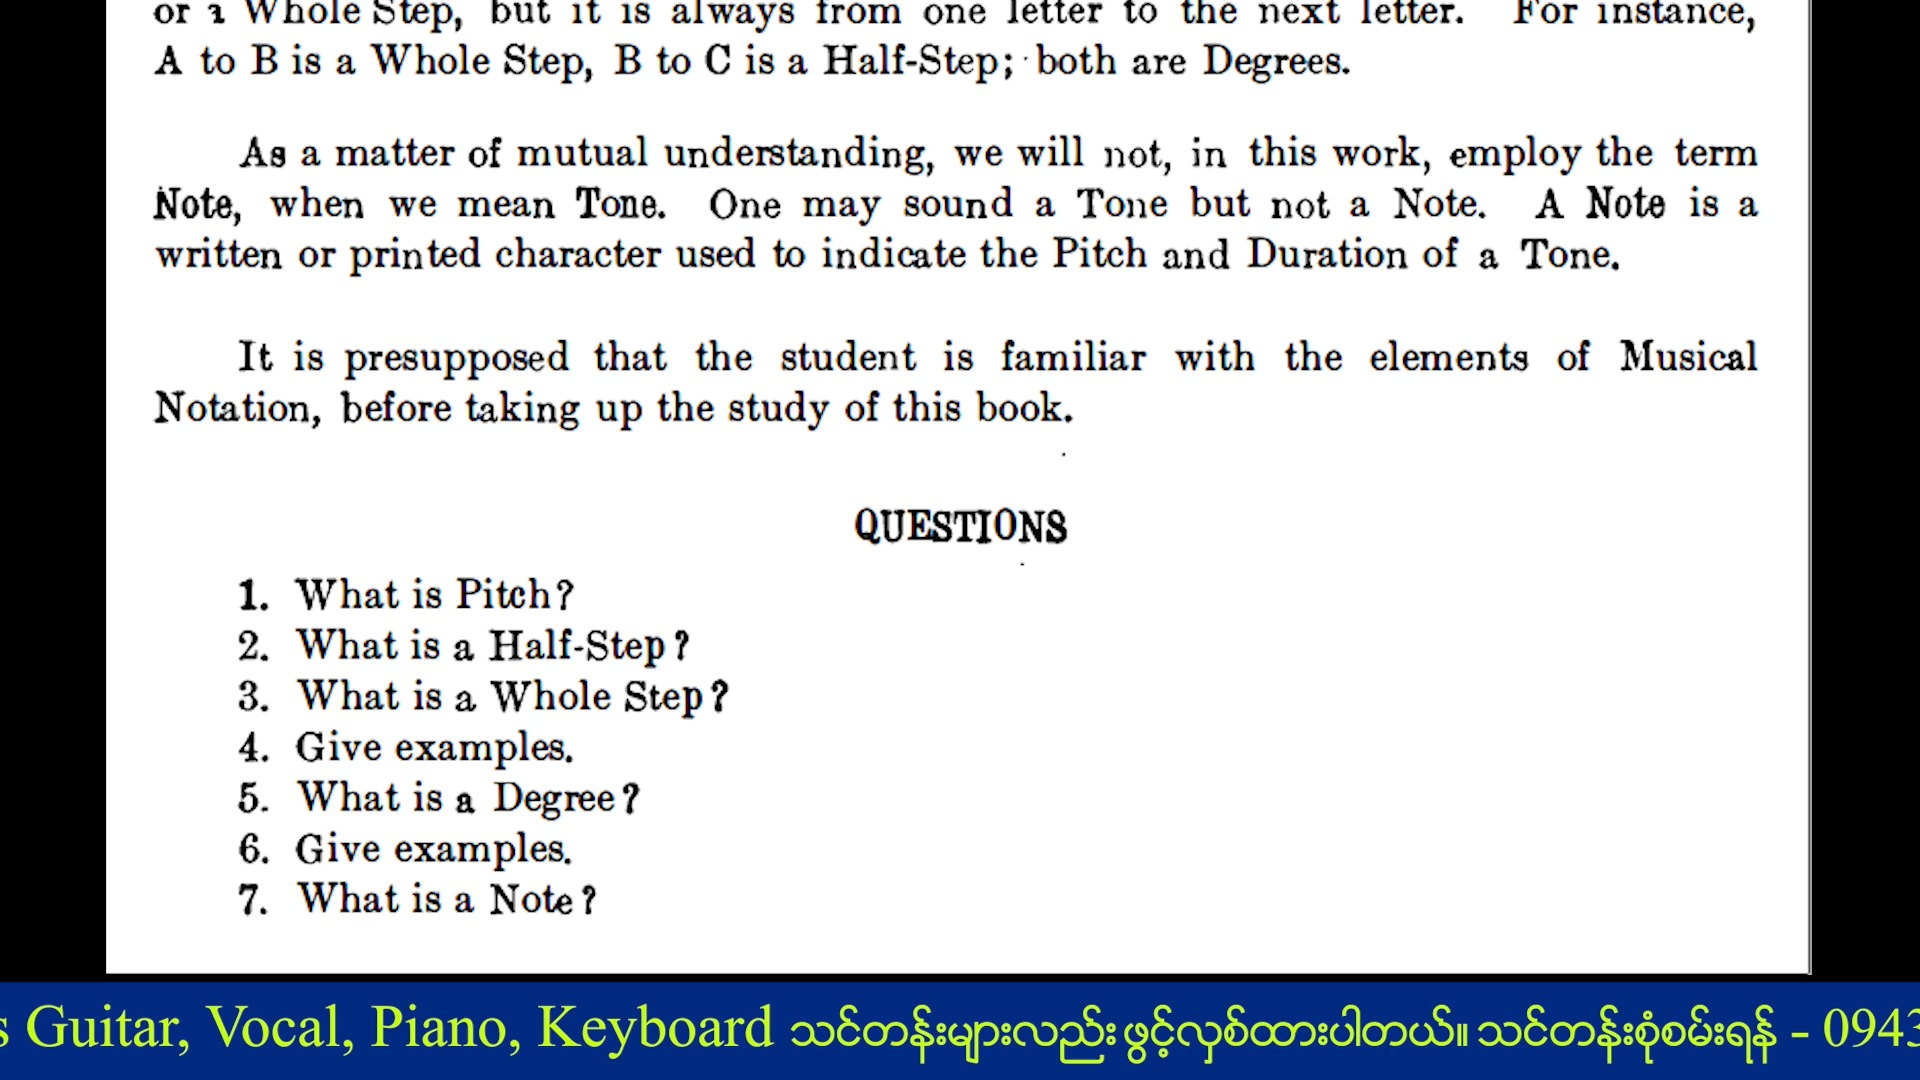 or a Whole Step, but it is always from one letter to the next letter. For instance,
A to B is a Whole Step, B to C is a Half-Step; both are Degrees.
As a matter of mutual understanding, we will not, in this work, employ the term
Note, when we mean Tone. One may sound a Tone but not a Note. A Note is a
written or printed character used to indicate the Pitch and Duration of a Tone.
It is presupposed that the student is familiar with the elements of Musical
Notation, before taking up the study of this book.
QUESTIONS
1. What is Pitch?
2. What is a Half-Step?
3. What is a Whole Step?
4. Give examples.
5. What is a Degree?
6. Give examples.
7. What is a Note?
s Guitar, Vocal, Piano, Keyboard သင်တန်းများလည်း ဖွင့်လှစ်ထားပါတယ်။ သင်တန်းစုံစမ်းရန် - 0943